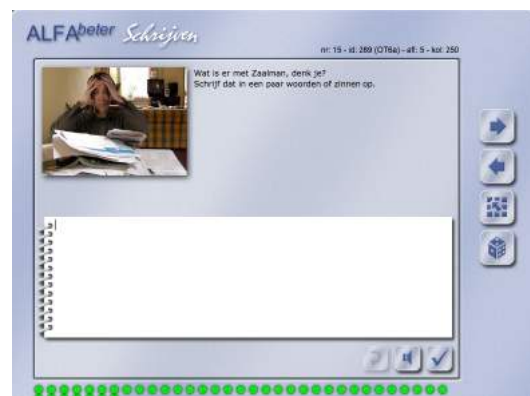 ALFAbeter Schrijven
nr: 15 - id: 269 (OT6a) - afl: 5 - kol: 250
Wat is er met Zaalman, denk je?
Schrijf dat in een paar woorden of zinnen op.